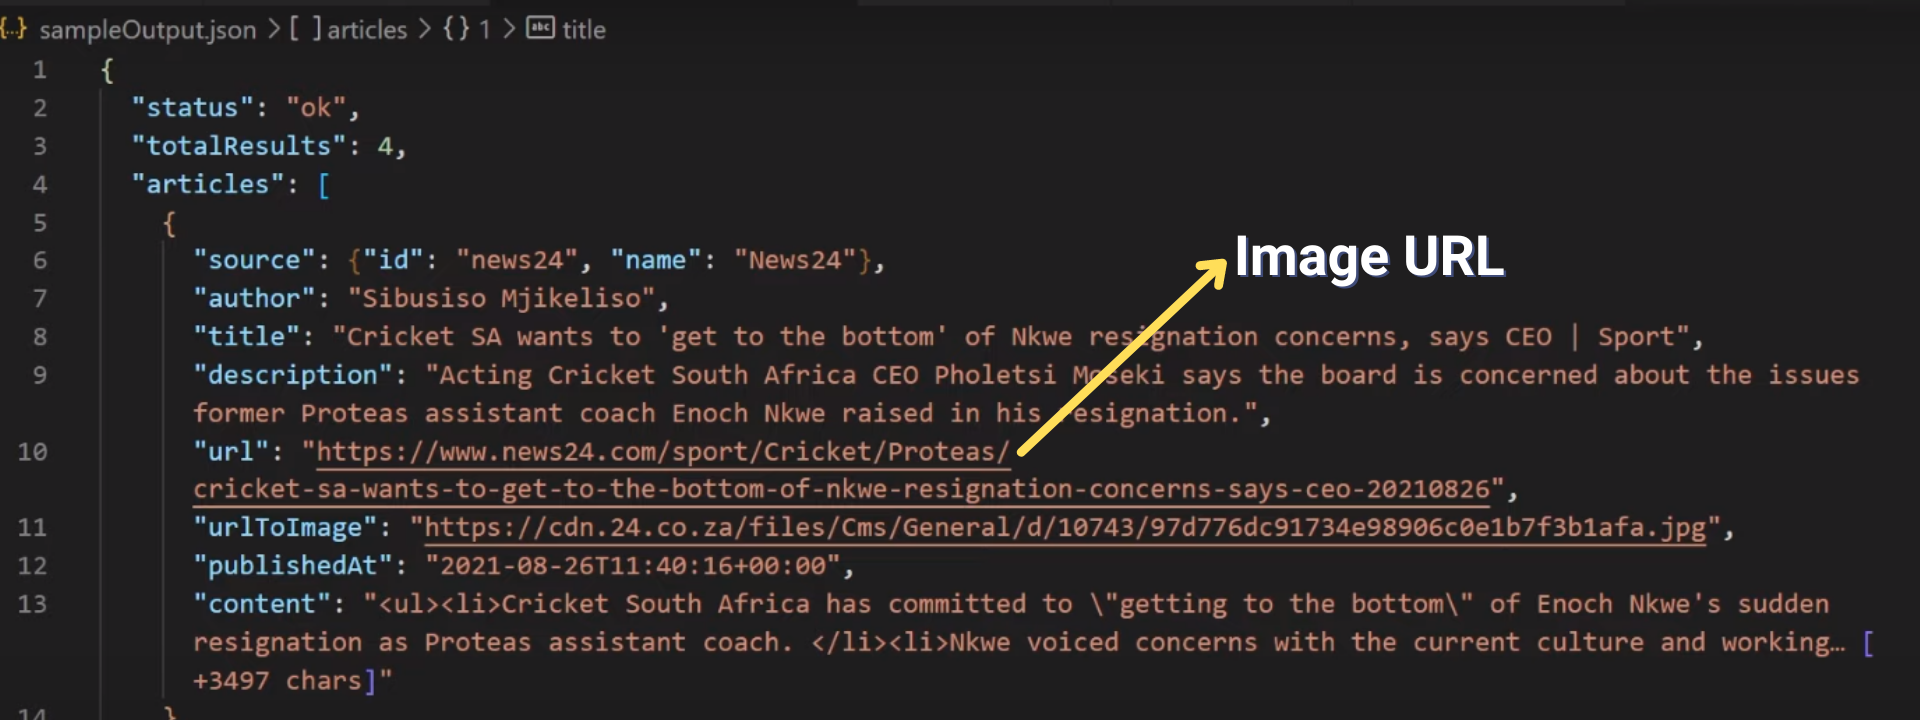 {..} sampleOutput.json > [ ] articles > {} 1 > abc title
1 {
2 "status": "ok",
3 "totalResults": 4,
4 "articles": [
5 {
6 "source": {"id": "news24", "name": "News24"},
7 "author": "Sibusiso Mjikeliso",
8 "title": "Cricket SA wants to 'get to the bottom' of Nkwe resignation concerns, says CEO | Sport",
9 "description": "Acting Cricket South Africa CEO Pholetsi Moseki says the board is concerned about the issues
former Proteas assistant coach Enoch Nkwe raised in his resignation.",
10 "url": "https://www.news24.com/sport/Cricket/Proteas/
cricket-sa-wants-to-get-to-the-bottom-of-nkwe-resignation-concerns-says-ceo-20210826",
11 "urlToImage": "https://cdn.24.co.za/files/Cms/General/d/10743/97d776dc91734e98906c0e1b7f3b1afa.jpg",
12 "publishedAt": "2021-08-26T11:40:16+00:00",
13 "content": "<ul><li>Cricket South Africa has committed to \"getting to the bottom\" of Enoch Nkwe's sudden
resignation as Proteas assistant coach. </li><li>Nkwe voiced concerns with the current culture and working… [
+3497 chars]"
14 }
Image URL